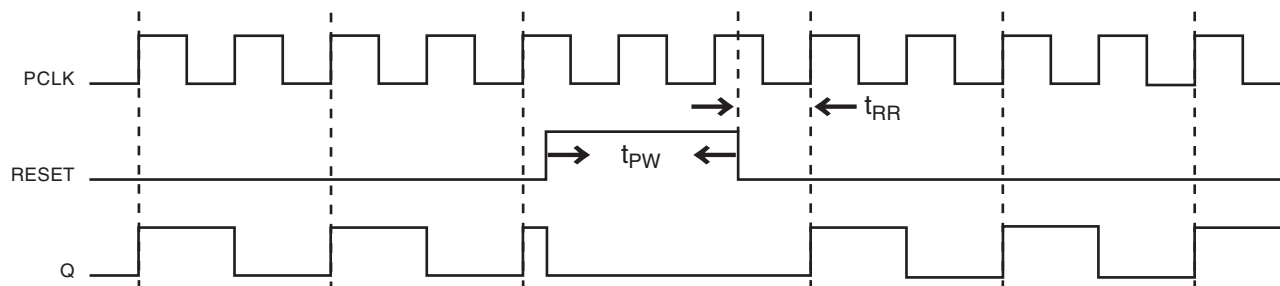 PCLK
tRR
RESET
tPW
Q